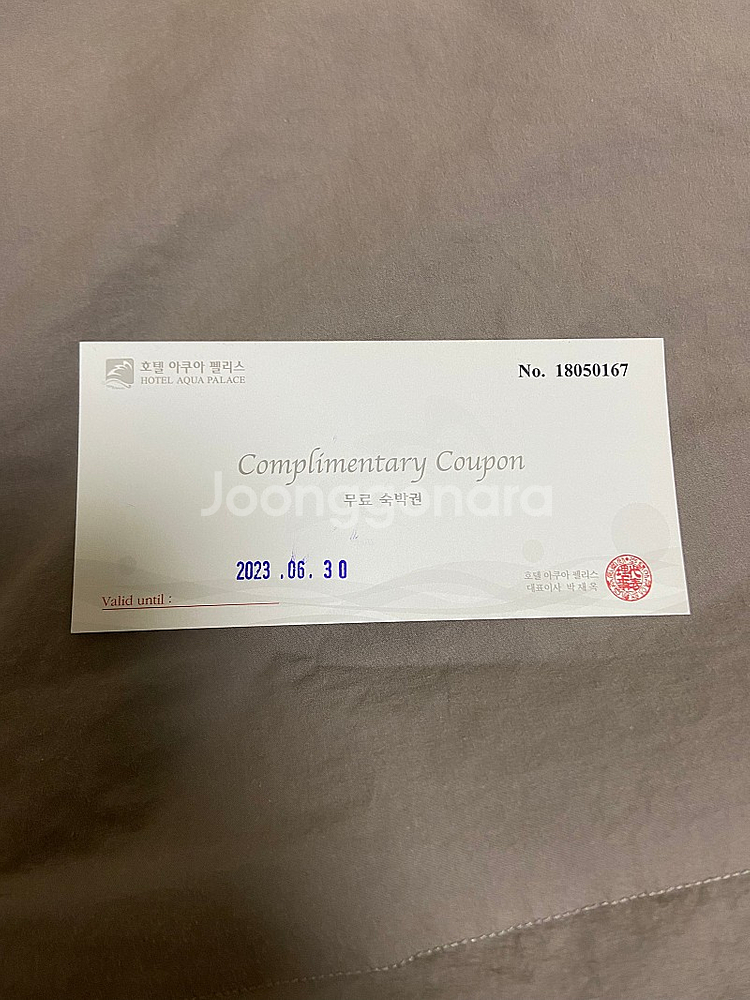 호텔 아쿠아 펠리스
HOTEL AQUA PALACE
No. 18050167
Complimentary Coupon
무료 숙박권
Joonggonara
2023 .06. 30
Valid until :
호텔 아쿠아 펠리스
대표이사 박 재 옥